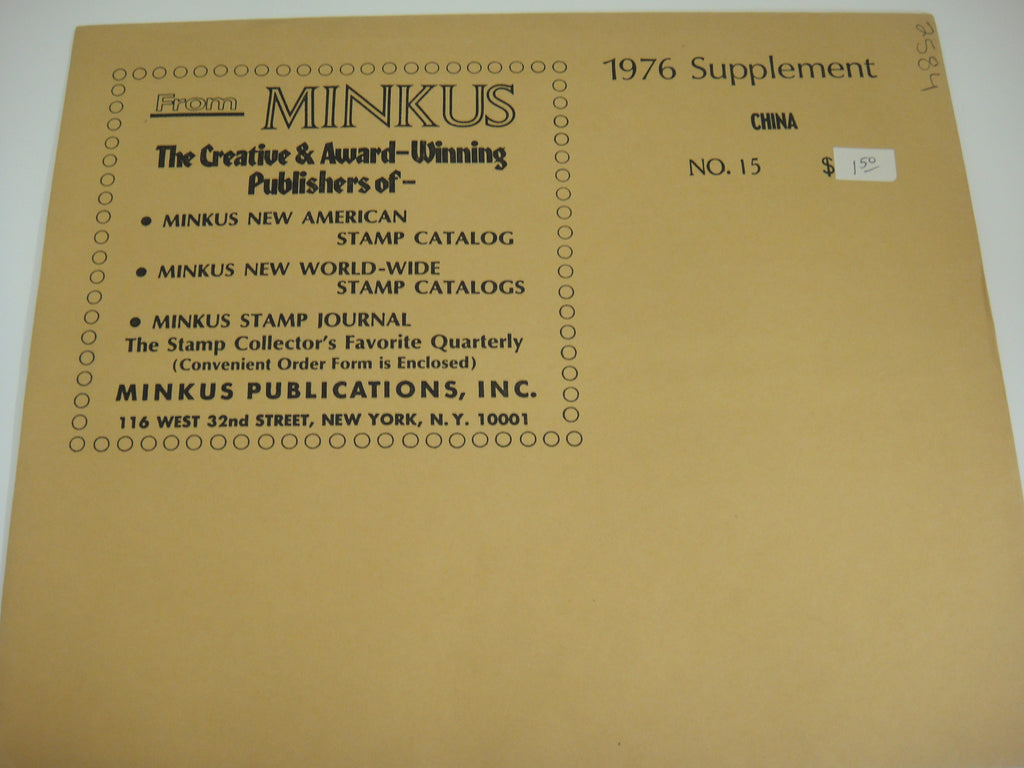 From MINKUS
The Creative & Award-Winning
Publishers of-
• MINKUS NEW AMERICAN
STAMP CATALOG
• MINKUS NEW WORLD-WIDE
STAMP CATALOGS
• MINKUS STAMP JOURNAL
The Stamp Collector's Favorite Quarterly
(Convenient Order Form is Enclosed)
MINKUS PUBLICATIONS, INC.
116 WEST 32nd STREET, NEW YORK, N.Y. 10001
1976 Supplement
CHINA
NO. 15 $ 1 50
2584